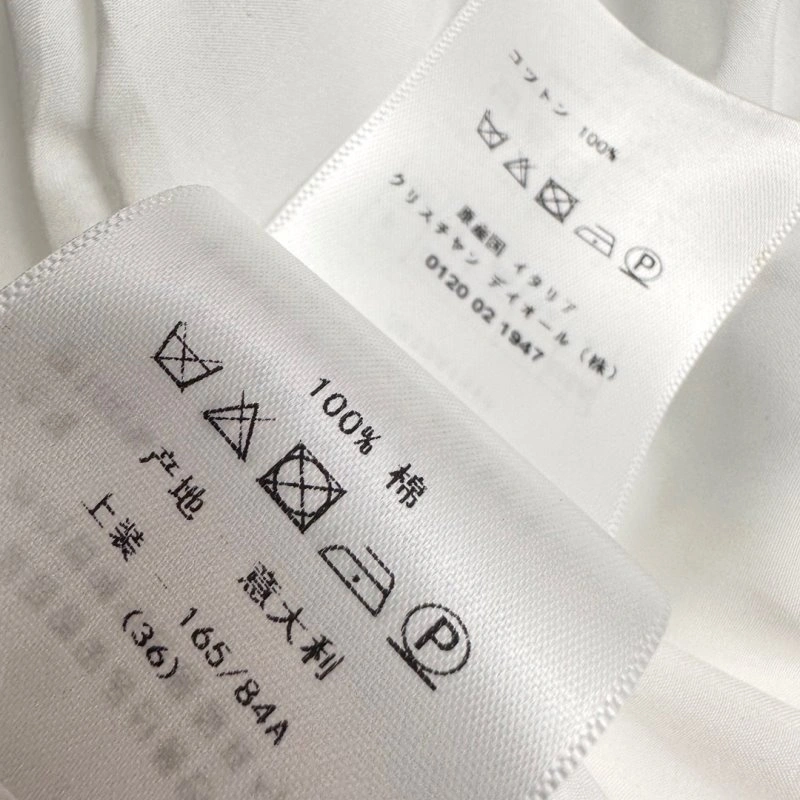 コットン 100%
P
原産国 イタリア
クリスチャン ディオール (株)
0120 02 1947
100% 棉
P
产地 意大利
上装 165/84A
(36)